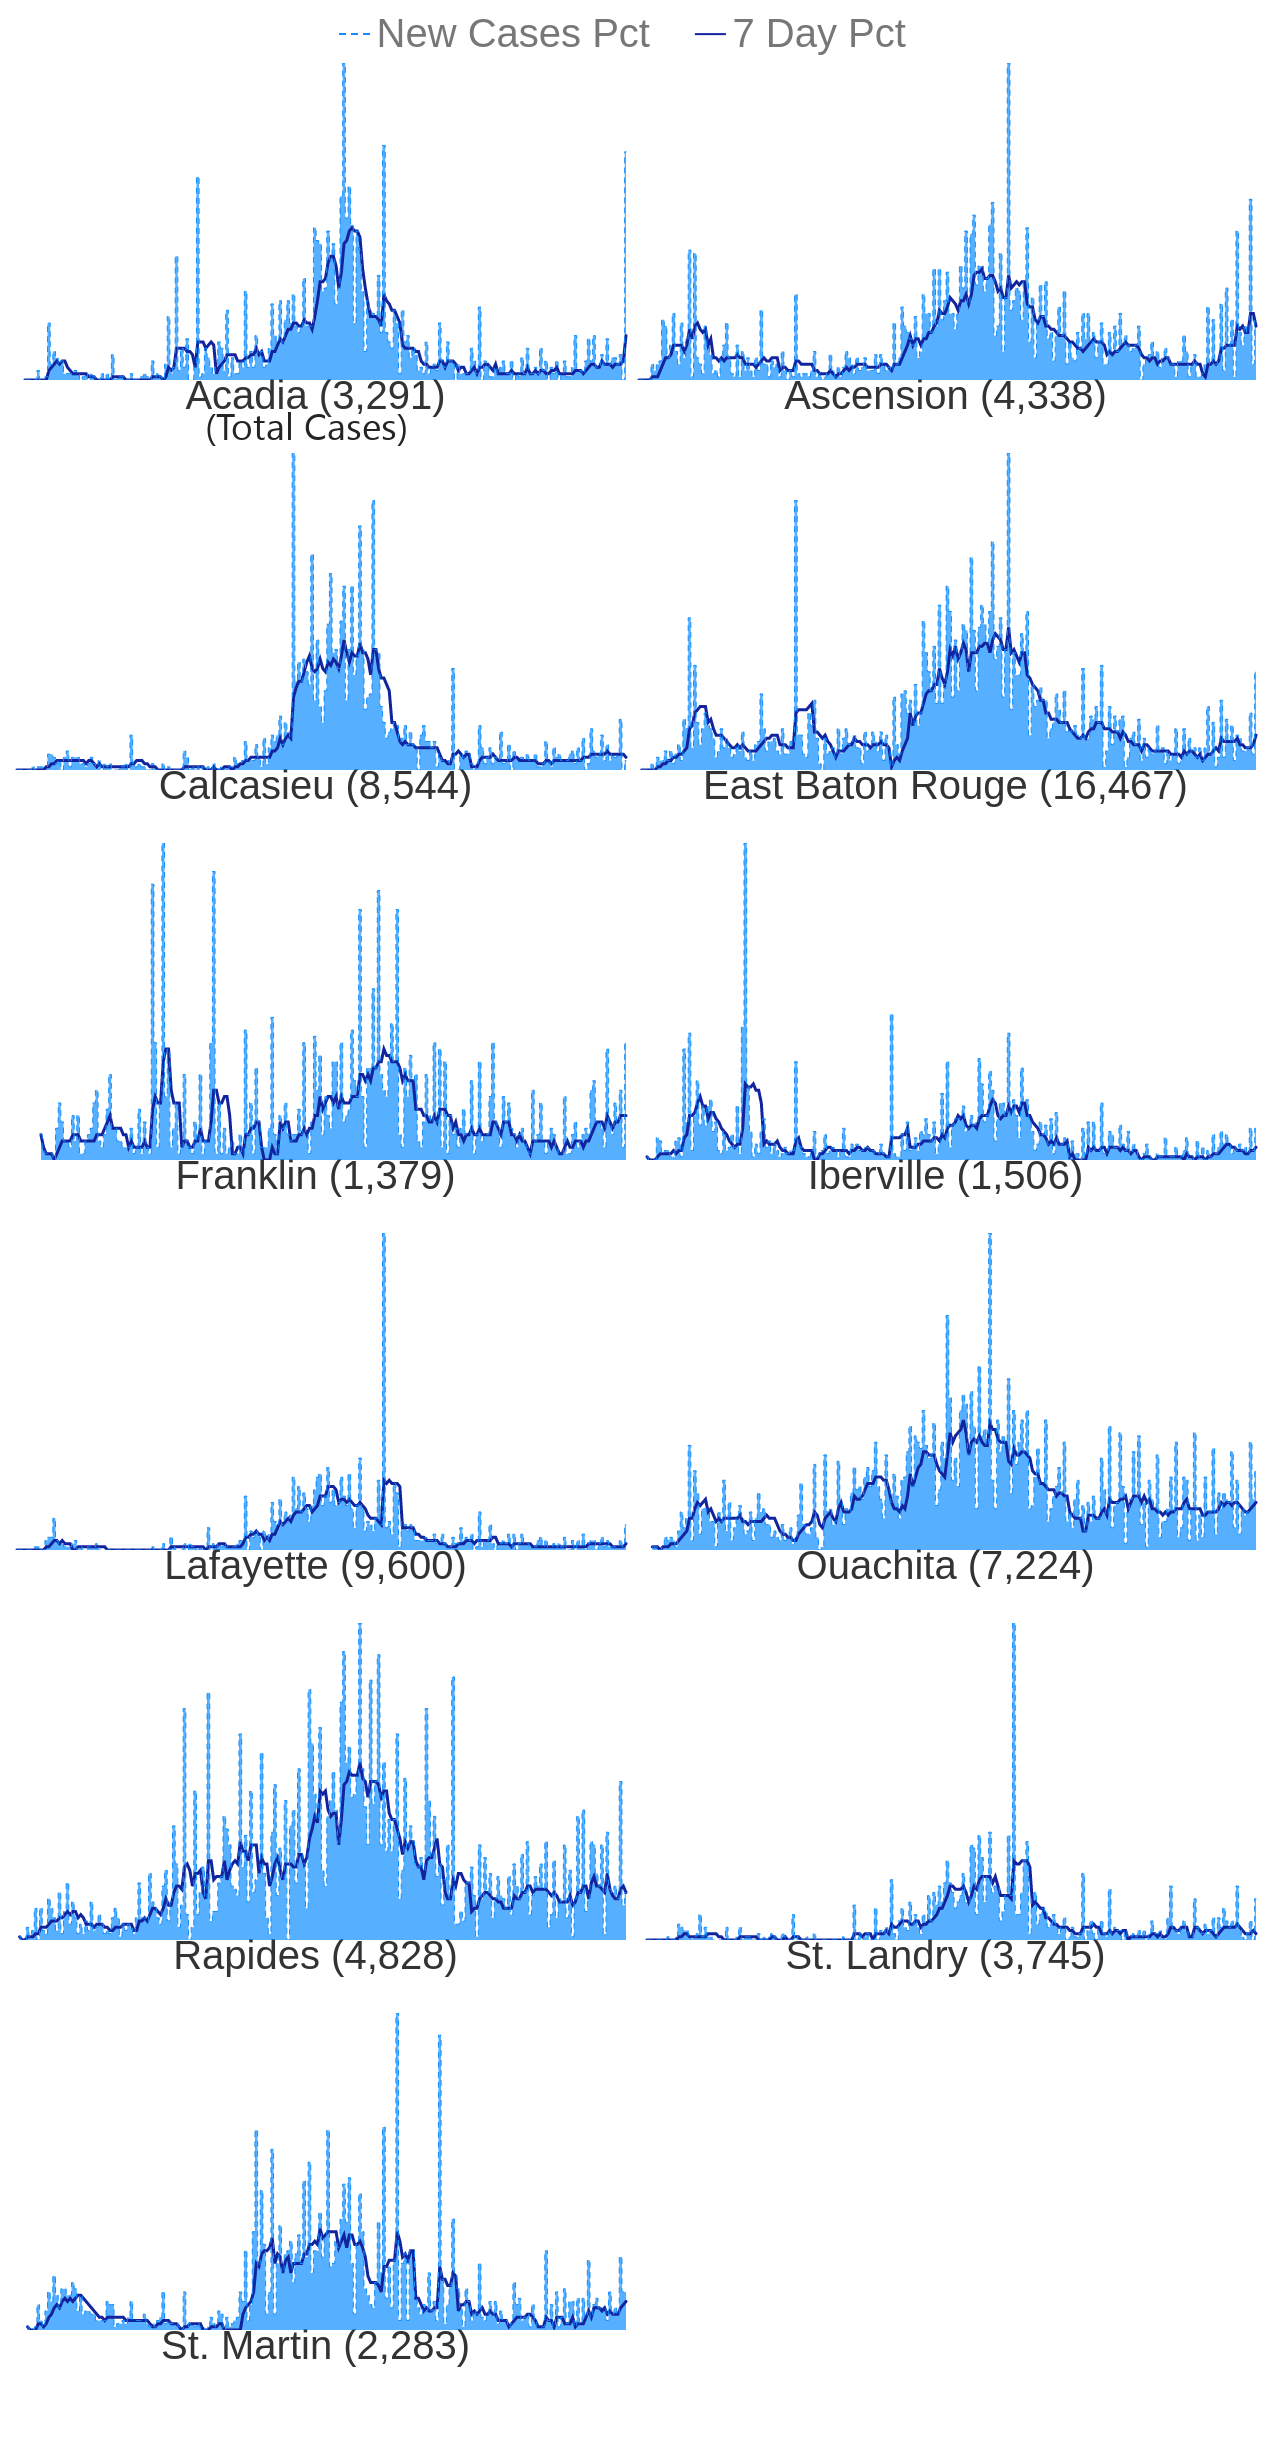 New Cases Pct 7 Day Pct
Acadia (3,291) Ascension (4,338)
(Total Cases)
Calcasieu (8,544) East Baton Rouge (16,467)
Franklin (1,379) Iberville (1,506)
Lafayette (9,600) Ouachita (7,224)
Rapides (4,828) St. Landry (3,745)
St. Martin (2,283)